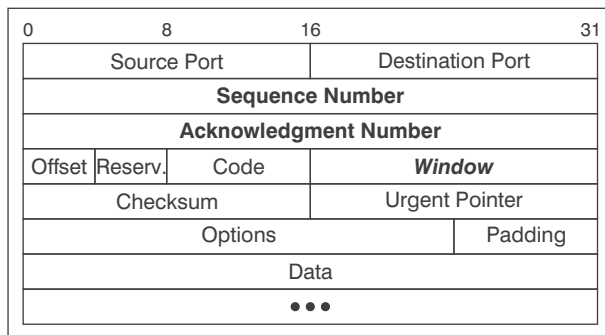 0 8 16 31
Source Port Destination Port
Sequence Number
Acknowledgment Number
Offset Reserv. Code Window
Checksum Urgent Pointer
Options Padding
Data
•••